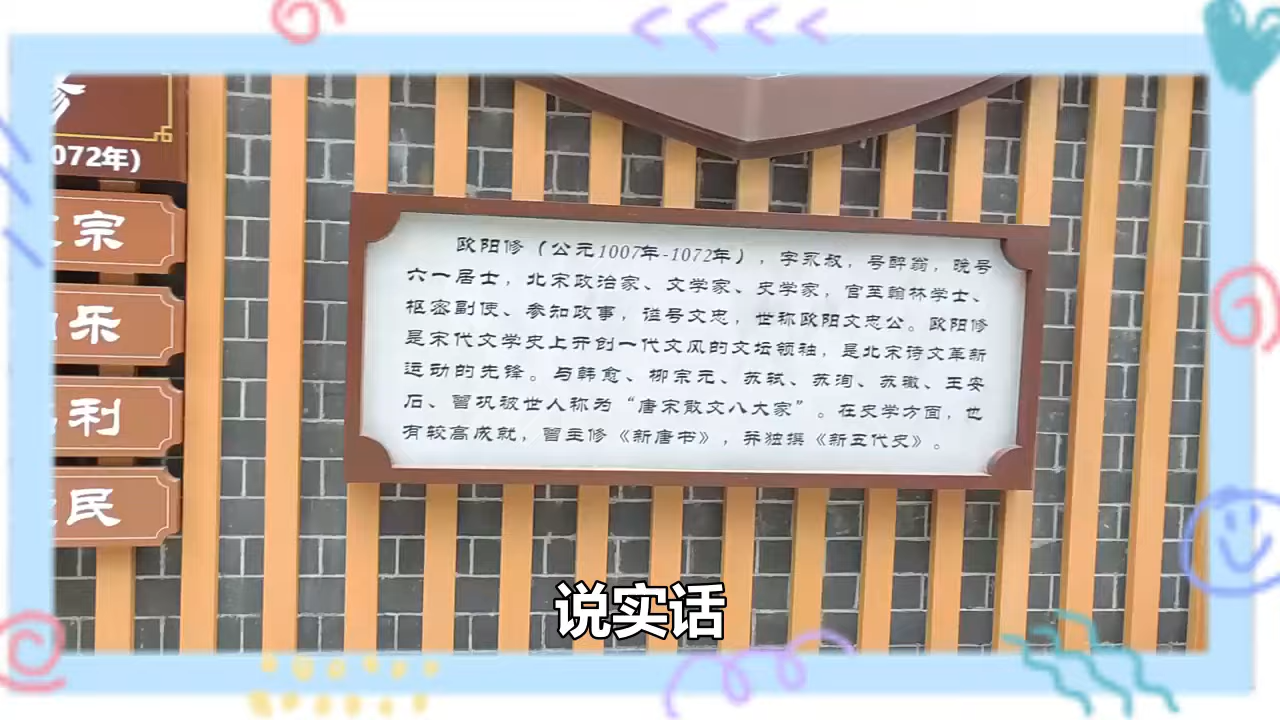 修
072年)
宗
乐
利
民
欧阳修（公元1007年-1072年），字永叔，号醉翁，晚号
六一居士，北宋政治家、文学家、史学家，官至翰林学士、
枢密副使、参知政事，谥号文忠，世称欧阳文忠公。欧阳修
是宋代文学史上开创一代文风的文坛领袖，是北宋诗文革新
运动的先锋。与韩愈、柳宗元、苏轼、苏洵、苏辙、王安
石、曾巩被世人称为“唐宋散文八大家”。在史学方面，也
有较高成就，曾主修《新唐书》，并独撰《新五代史》。
说实话